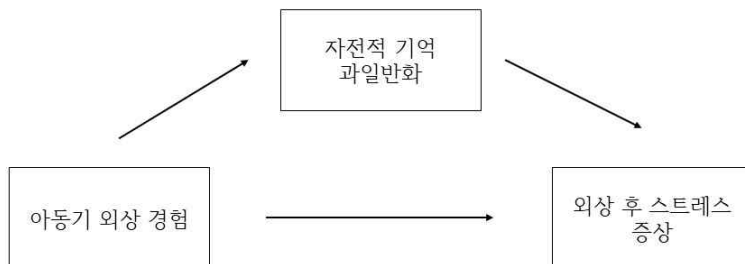 자전적 기억
과일반화
아동기 외상 경험
외상 후 스트레스
증상